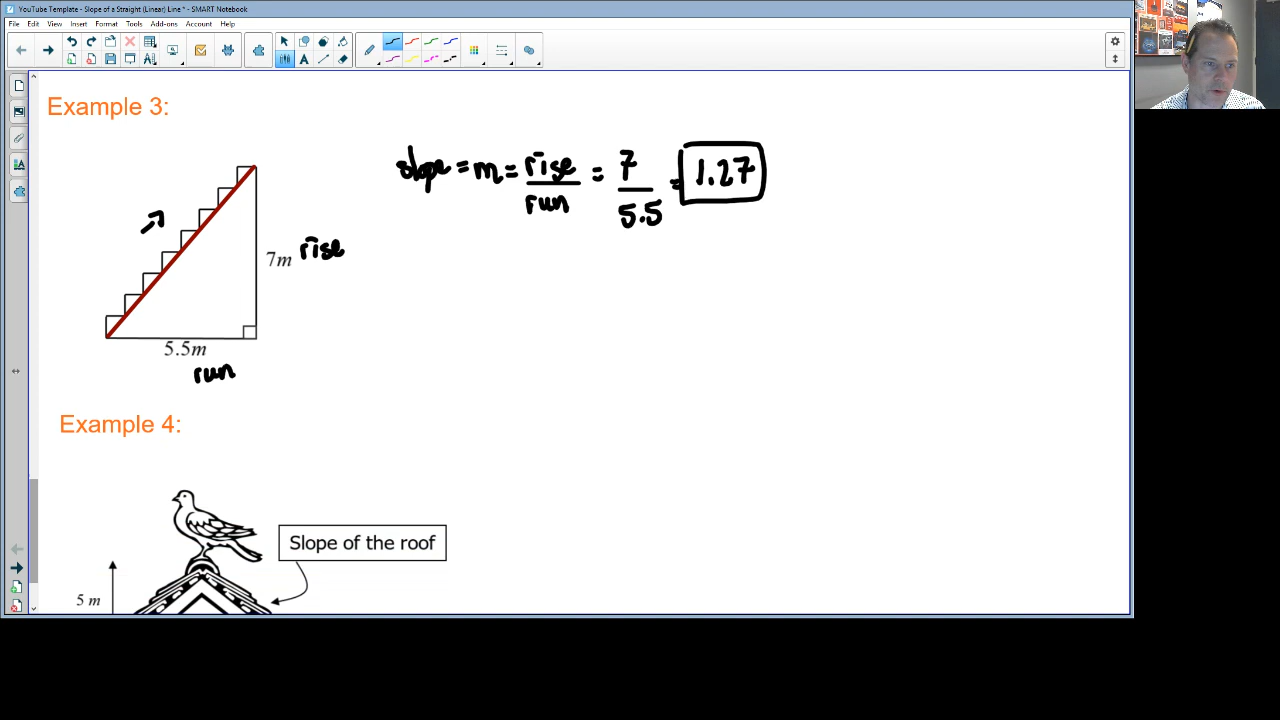 YouTube Template - Slope of a Straight (Linear) Line * - SMART Notebook
File Edit View Insert Format Tools Add-ons Account Help
Example 3:
slope = m = rise/run = 7/5.5 = 1.27
7m rise
5.5m
run
Example 4:
Slope of the roof
5 m